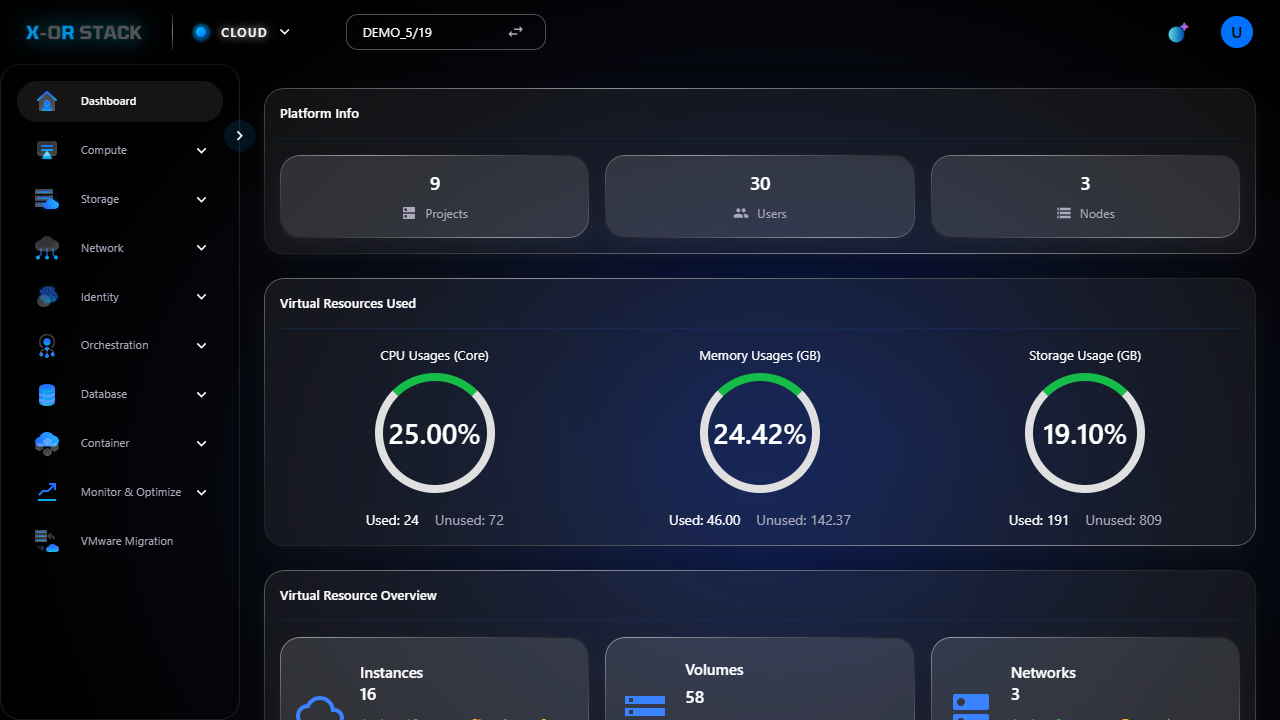 X-OR STACK
CLOUD
DEMO_5/19
U
Dashboard
Compute
Storage
Network
Identity
Orchestration
Database
Container
Monitor & Optimize
VMware Migration
Platform Info
9
Projects
30
Users
3
Nodes
Virtual Resources Used
CPU Usages (Core)
25.00%
Used: 24 Unused: 72
Memory Usages (GB)
24.42%
Used: 46.00 Unused: 142.37
Storage Usage (GB)
19.10%
Used: 191 Unused: 809
Virtual Resource Overview
Instances
16
Volumes
58
Networks
3